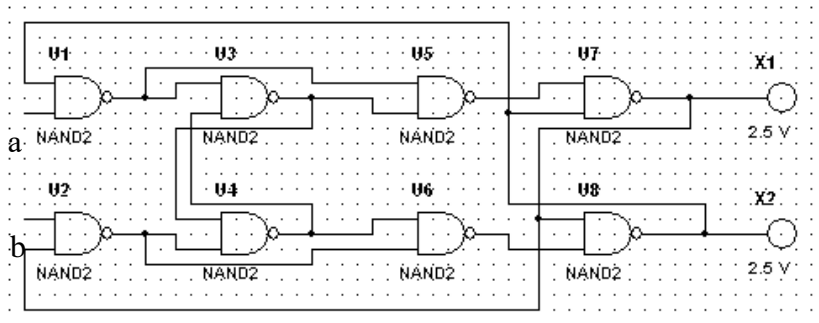 U1 U3 U5 U7 X1
a NAND2 NAND2 NAND2 NAND2 2.5 V
U2 U4 U6 U8 X2
b NAND2 NAND2 NAND2 NAND2 2.5 V